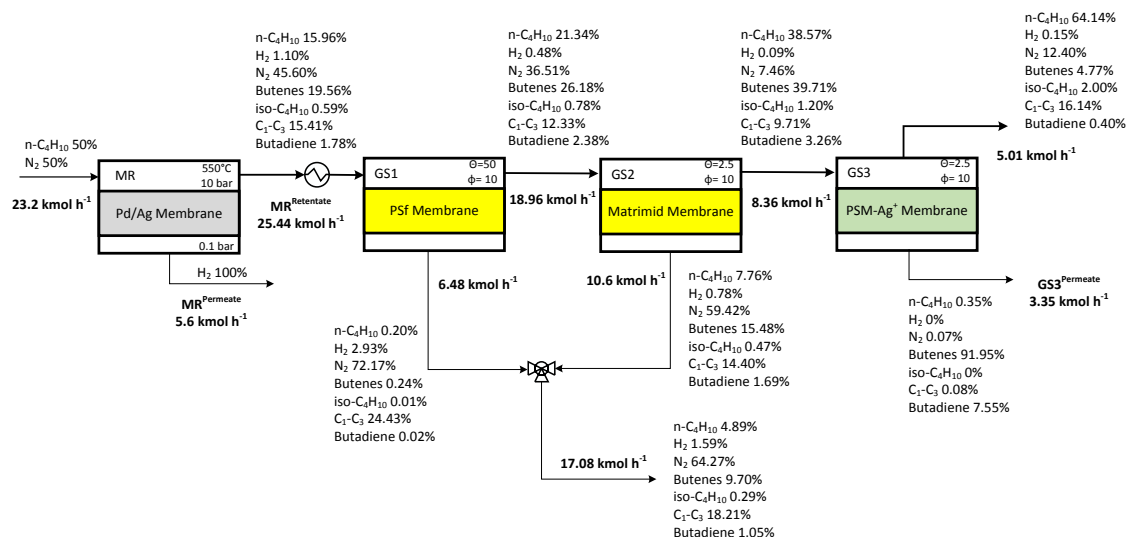 n-C₄H₁₀ 15.96%
H₂ 1.10%
N₂ 45.60%
Butenes 19.56%
iso-C₄H₁₀ 0.59%
C₁-C₃ 15.41%
Butadiene 1.78%
n-C₄H₁₀ 21.34%
H₂ 0.48%
N₂ 36.51%
Butenes 26.18%
iso-C₄H₁₀ 0.78%
C₁-C₃ 12.33%
Butadiene 2.38%
n-C₄H₁₀ 38.57%
H₂ 0.09%
N₂ 7.46%
Butenes 39.71%
iso-C₄H₁₀ 1.20%
C₁-C₃ 9.71%
Butadiene 3.26%
n-C₄H₁₀ 64.14%
H₂ 0.15%
N₂ 12.40%
Butenes 4.77%
iso-C₄H₁₀ 2.00%
C₁-C₃ 16.14%
Butadiene 0.40%
5.01 kmol h⁻¹
n-C₄H₁₀ 50%
N₂ 50%
23.2 kmol h⁻¹
MR
550°C
10 bar
Pd/Ag Membrane
0.1 bar
MR^Retentate
25.44 kmol h⁻¹
GS1
Θ=50
ϕ= 10
PSf Membrane
18.96 kmol h⁻¹
GS2
Θ=2.5
ϕ= 10
Matrimid Membrane
8.36 kmol h⁻¹
GS3
Θ=2.5
ϕ= 10
PSM-Ag⁺ Membrane
H₂ 100%
MR^Permeate
5.6 kmol h⁻¹
6.48 kmol h⁻¹
10.6 kmol h⁻¹
GS3^Permeate
3.35 kmol h⁻¹
n-C₄H₁₀ 0.20%
H₂ 2.93%
N₂ 72.17%
Butenes 0.24%
iso-C₄H₁₀ 0.01%
C₁-C₃ 24.43%
Butadiene 0.02%
n-C₄H₁₀ 7.76%
H₂ 0.78%
N₂ 59.42%
Butenes 15.48%
iso-C₄H₁₀ 0.47%
C₁-C₃ 14.40%
Butadiene 1.69%
n-C₄H₁₀ 0.35%
H₂ 0%
N₂ 0.07%
Butenes 91.95%
iso-C₄H₁₀ 0%
C₁-C₃ 0.08%
Butadiene 7.55%
17.08 kmol h⁻¹
n-C₄H₁₀ 4.89%
H₂ 1.59%
N₂ 64.27%
Butenes 9.70%
iso-C₄H₁₀ 0.29%
C₁-C₃ 18.21%
Butadiene 1.05%